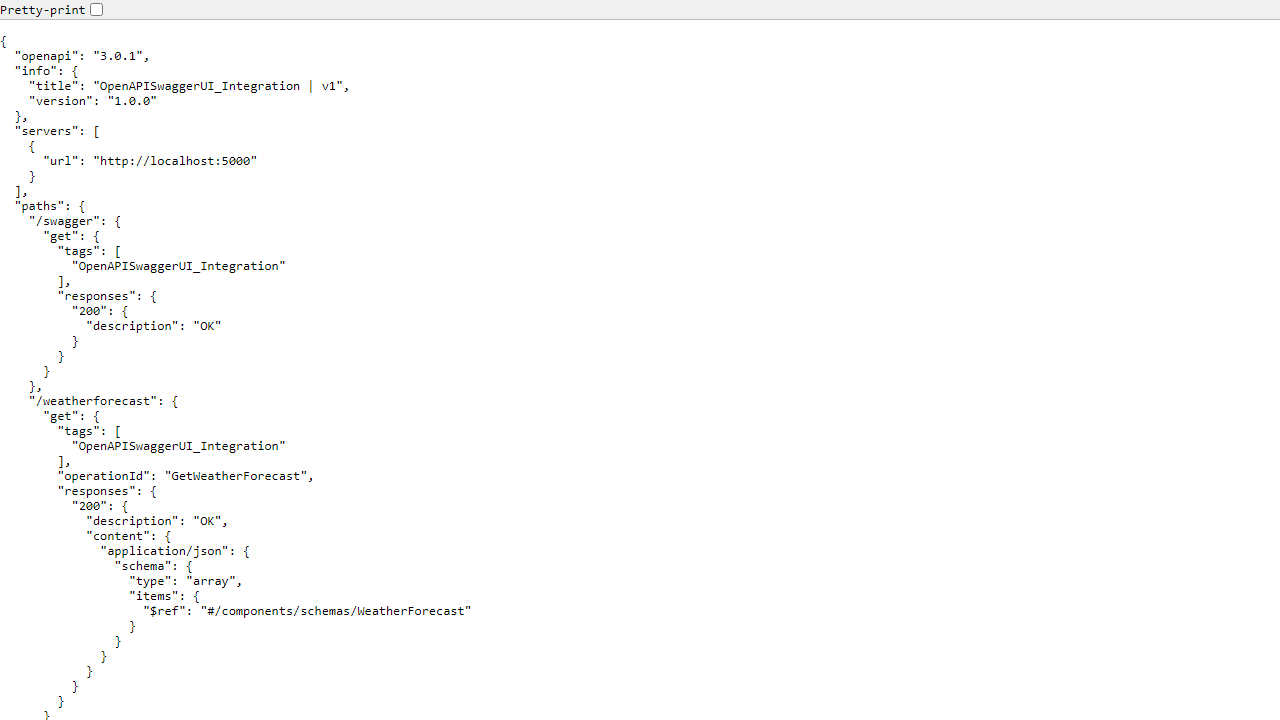 Pretty-print
{
  "openapi": "3.0.1",
  "info": {
    "title": "OpenAPISwaggerUI_Integration | v1",
    "version": "1.0.0"
  },
  "servers": [
    {
      "url": "http://localhost:5000"
    }
  ],
  "paths": {
    "/swagger": {
      "get": {
        "tags": [
          "OpenAPISwaggerUI_Integration"
        ],
        "responses": {
          "200": {
            "description": "OK"
          }
        }
      }
    },
    "/weatherforecast": {
      "get": {
        "tags": [
          "OpenAPISwaggerUI_Integration"
        ],
        "operationId": "GetWeatherForecast",
        "responses": {
          "200": {
            "description": "OK",
            "content": {
              "application/json": {
                "schema": {
                  "type": "array",
                  "items": {
                    "$ref": "#/components/schemas/WeatherForecast"
                  }
                }
              }
            }
          }
        }
      }